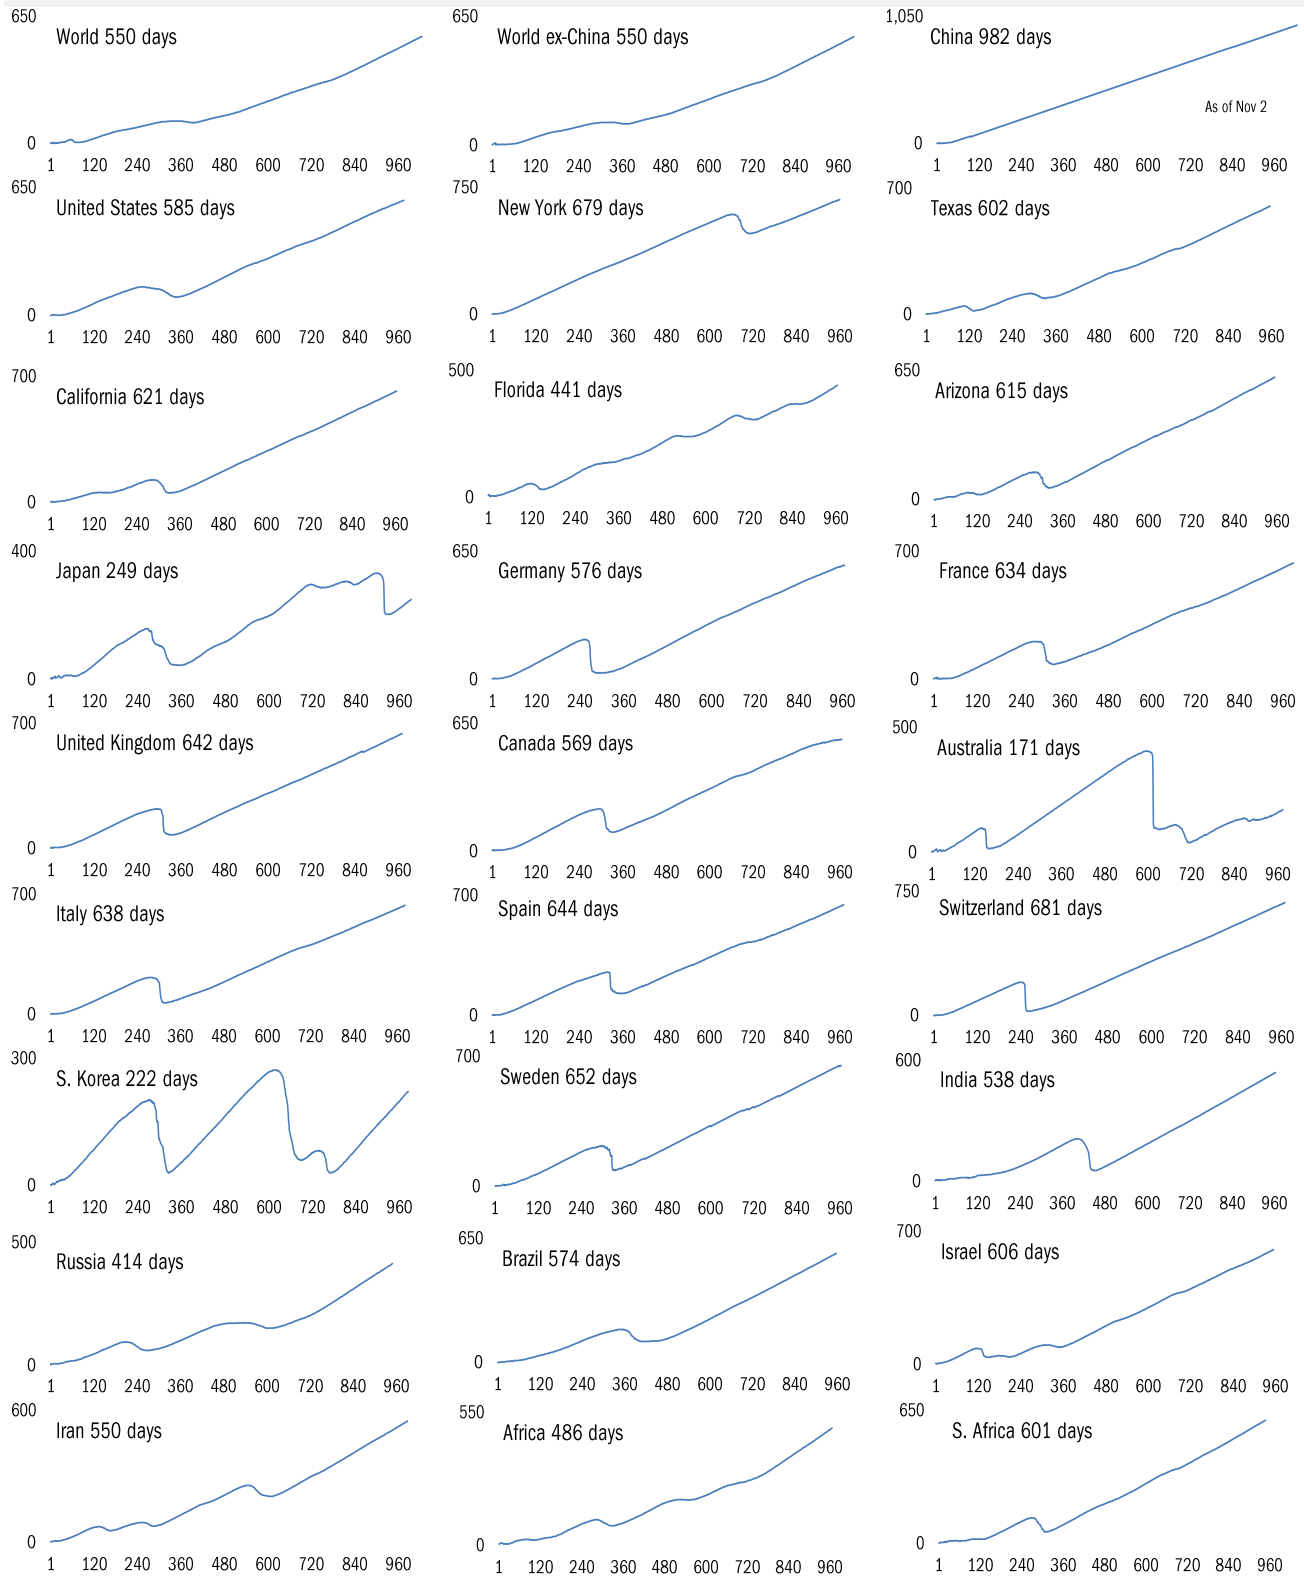 650
World 550 days
0
1 120 240 360 480 600 720 840 960
650
World ex-China 550 days
0
1 120 240 360 480 600 720 840 960
1,050
China 982 days
As of Nov 2
0
1 120 240 360 480 600 720 840 960
650
United States 585 days
0
1 120 240 360 480 600 720 840 960
750
New York 679 days
0
1 120 240 360 480 600 720 840 960
700
Texas 602 days
0
1 120 240 360 480 600 720 840 960
700
California 621 days
0
1 120 240 360 480 600 720 840 960
500
Florida 441 days
0
1 120 240 360 480 600 720 840 960
650
Arizona 615 days
0
1 120 240 360 480 600 720 840 960
400
Japan 249 days
0
1 120 240 360 480 600 720 840 960
650
Germany 576 days
0
1 120 240 360 480 600 720 840 960
700
France 634 days
0
1 120 240 360 480 600 720 840 960
700
United Kingdom 642 days
0
1 120 240 360 480 600 720 840 960
650
Canada 569 days
0
1 120 240 360 480 600 720 840 960
500
Australia 171 days
0
1 120 240 360 480 600 720 840 960
700
Italy 638 days
0
1 120 240 360 480 600 720 840 960
700
Spain 644 days
0
1 120 240 360 480 600 720 840 960
750
Switzerland 681 days
0
1 120 240 360 480 600 720 840 960
300
S. Korea 222 days
0
1 120 240 360 480 600 720 840 960
700
Sweden 652 days
0
1 120 240 360 480 600 720 840 960
600
India 538 days
0
1 120 240 360 480 600 720 840 960
500
Russia 414 days
0
1 120 240 360 480 600 720 840 960
650
Brazil 574 days
0
1 120 240 360 480 600 720 840 960
700
Israel 606 days
0
1 120 240 360 480 600 720 840 960
600
Iran 550 days
0
1 120 240 360 480 600 720 840 960
550
Africa 486 days
0
1 120 240 360 480 600 720 840 960
650
S. Africa 601 days
0
1 120 240 360 480 600 720 840 960